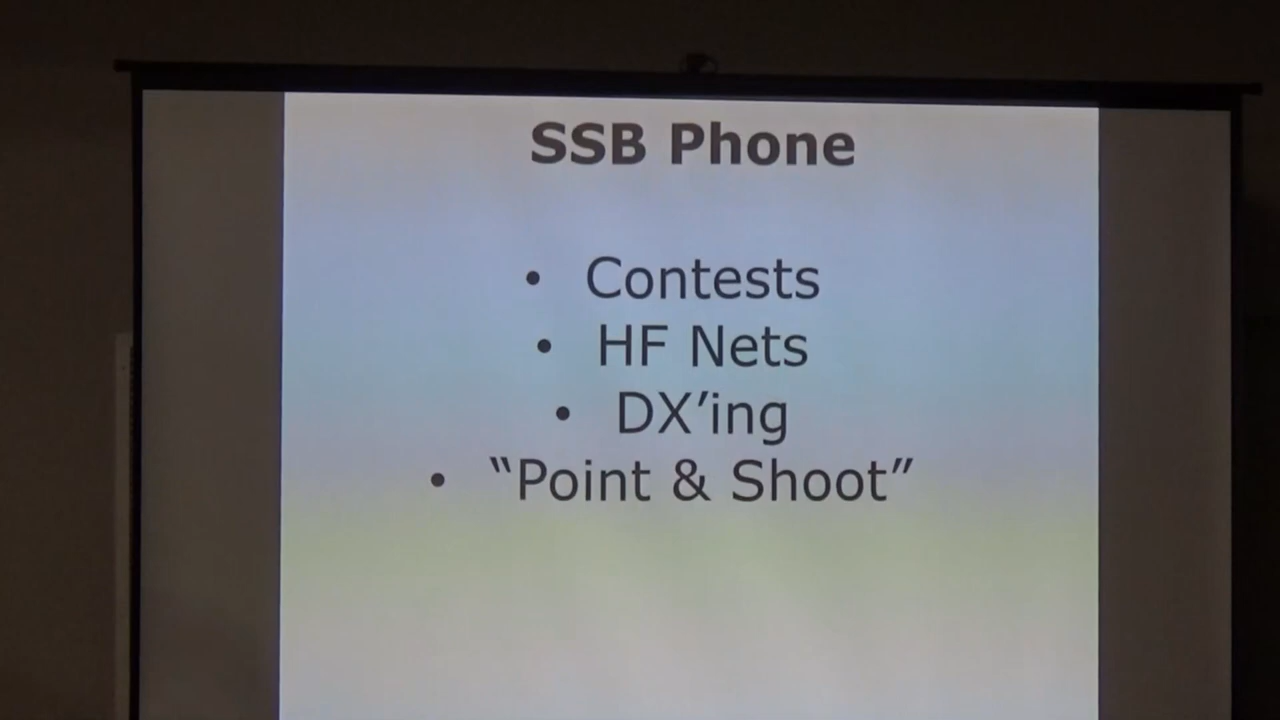 SSB Phone
• Contests
• HF Nets
• DX’ing
• “Point & Shoot”